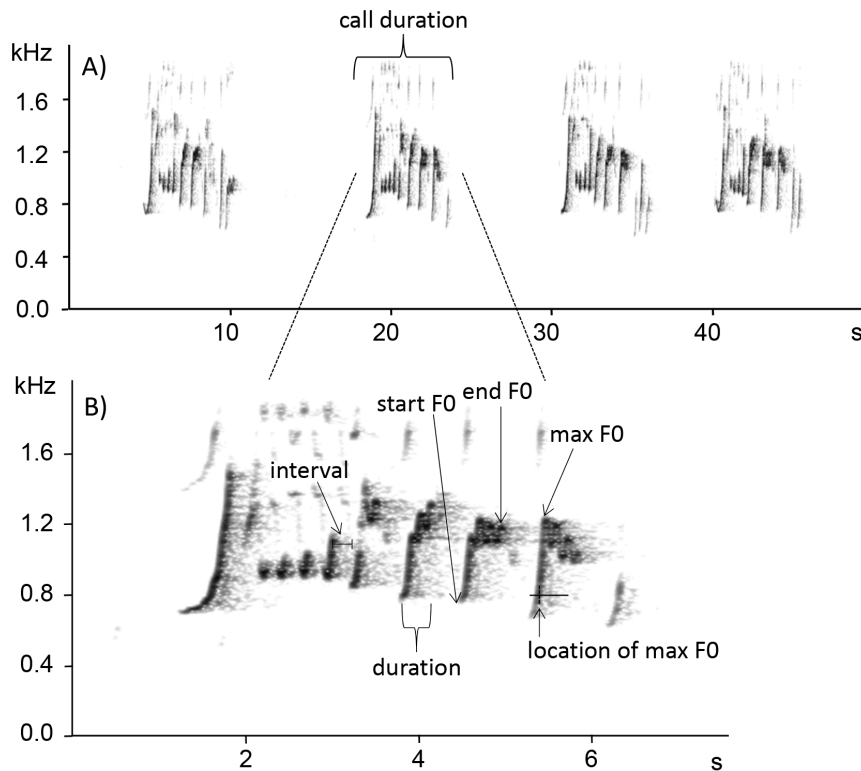 call duration
kHz
A)
1.6
1.2
0.8
0.4
0.0
10 20 30 40 s
kHz
B)
start F0 end F0
max F0
1.6
interval
1.2
0.8
location of max F0
duration
0.4
0.0
2 4 6 s